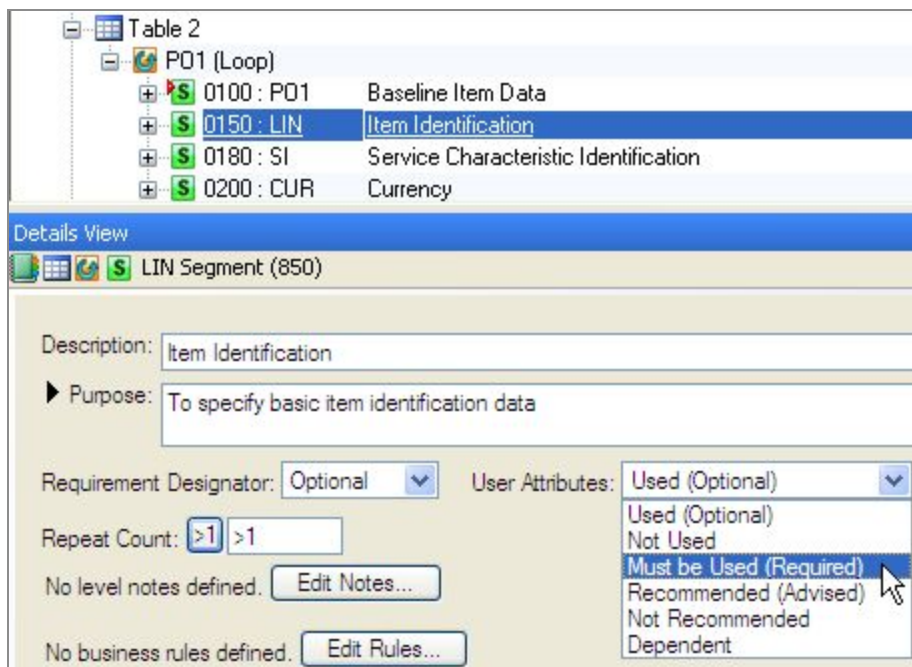 Table 2
PO1 (Loop)
S 0100 : PO1 Baseline Item Data
S 0150 : LIN Item Identification
S 0180 : SI Service Characteristic Identification
S 0200 : CUR Currency
Details View
S LIN Segment (850)
Description: Item Identification
Purpose: To specify basic item identification data
Requirement Designator: Optional User Attributes: Used (Optional)
Used (Optional)
Repeat Count: >1 >1
Not Used
Must be Used (Required)
No level notes defined. Edit Notes...
Recommended (Advised)
Not Recommended
No business rules defined. Edit Rules...
Dependent